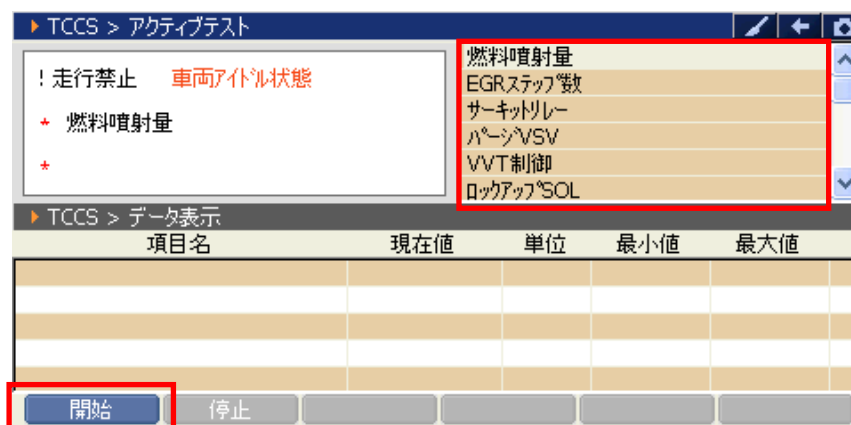 TCCS > アクティブテスト
！走行禁止 車両アイドル状態
* 燃料噴射量
*
燃料噴射量
EGRステップ数
サーキットリレー
パージVSV
VVT制御
ロックアップSOL
TCCS > データ表示
項目名 現在値 単位 最小値 最大値
開始 停止